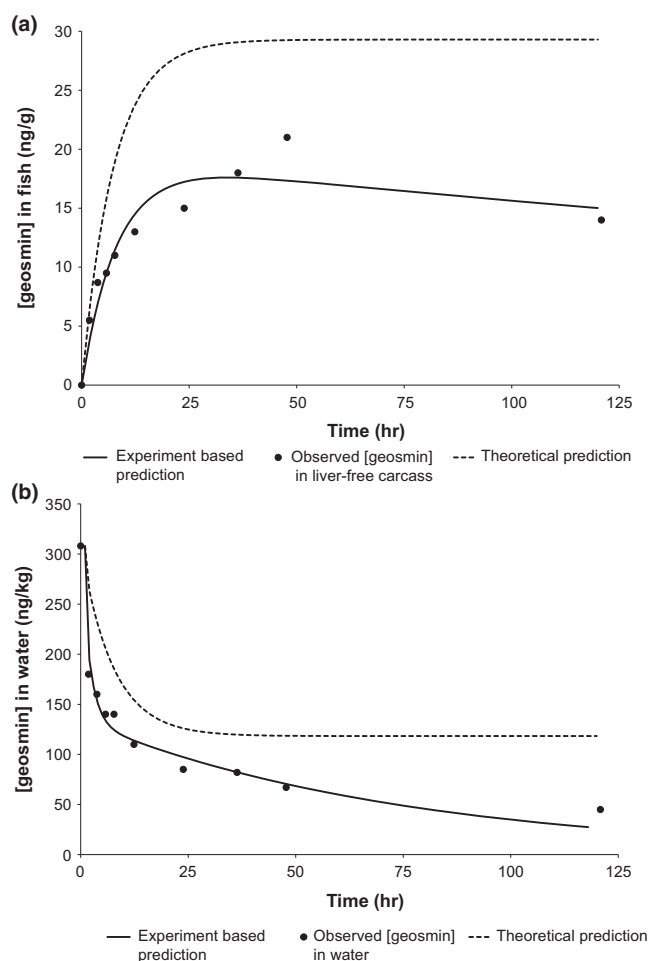 (a)
30
25
20
15
10
5
0
[geosmin] in fish (ng/g)
0 25 50 75 100 125
Time (hr)
Experiment based prediction
Observed [geosmin] in liver-free carcass
Theoretical prediction
(b)
350
300
250
200
150
100
50
0
[geosmin] in water (ng/kg)
0 25 50 75 100 125
Time (hr)
Experiment based prediction
Observed [geosmin] in water
Theoretical prediction